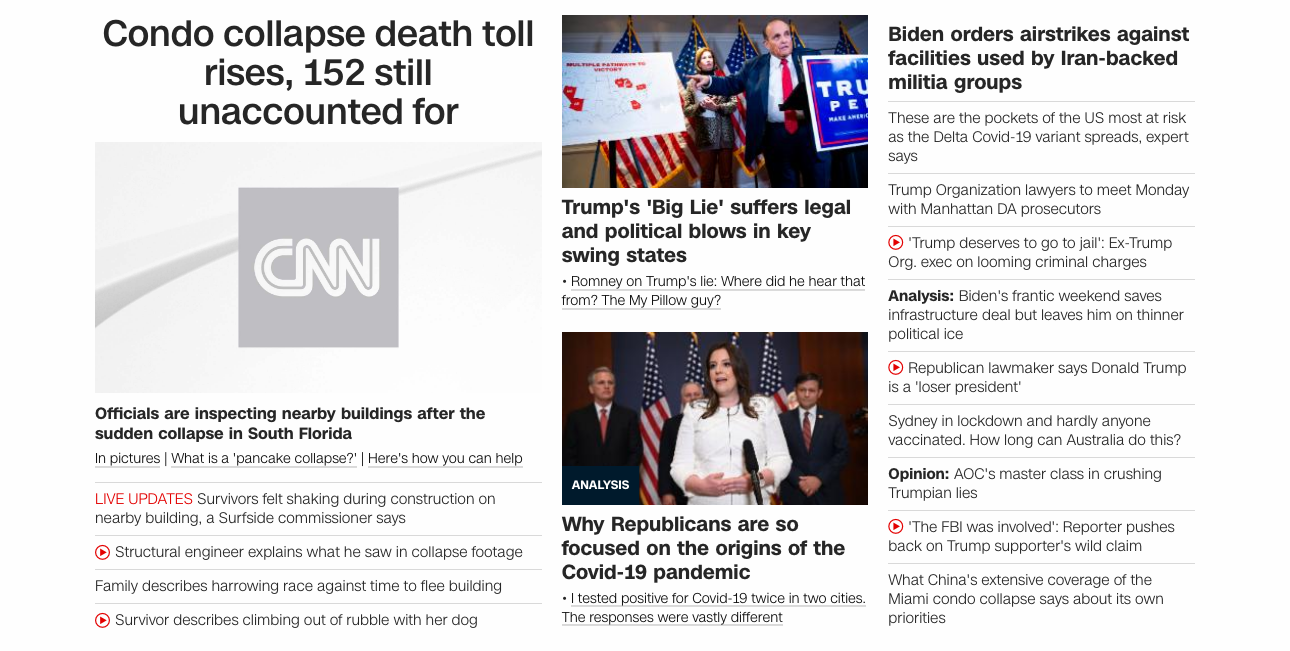 Condo collapse death toll
rises, 152 still
unaccounted for
CNN
Officials are inspecting nearby buildings after the
sudden collapse in South Florida
In pictures | What is a 'pancake collapse?' | Here's how you can help
LIVE UPDATES Survivors felt shaking during construction on
nearby building, a Surfside commissioner says
Structural engineer explains what he saw in collapse footage
Family describes harrowing race against time to flee building
Survivor describes climbing out of rubble with her dog
MULTIPLE PATHWAYS TO
VICTORY
TRU
PE
MAKE AMERIC
Trump's 'Big Lie' suffers legal
and political blows in key
swing states
• Romney on Trump's lie: Where did he hear that
from? The My Pillow guy?
ANALYSIS
Why Republicans are so
focused on the origins of the
Covid-19 pandemic
• I tested positive for Covid-19 twice in two cities.
The responses were vastly different
Biden orders airstrikes against
facilities used by Iran-backed
militia groups
These are the pockets of the US most at risk
as the Delta Covid-19 variant spreads, expert
says
Trump Organization lawyers to meet Monday
with Manhattan DA prosecutors
'Trump deserves to go to jail': Ex-Trump
Org. exec on looming criminal charges
Analysis: Biden's frantic weekend saves
infrastructure deal but leaves him on thinner
political ice
Republican lawmaker says Donald Trump
is a 'loser president'
Sydney in lockdown and hardly anyone
vaccinated. How long can Australia do this?
Opinion: AOC's master class in crushing
Trumpian lies
'The FBI was involved': Reporter pushes
back on Trump supporter's wild claim
What China's extensive coverage of the
Miami condo collapse says about its own
priorities